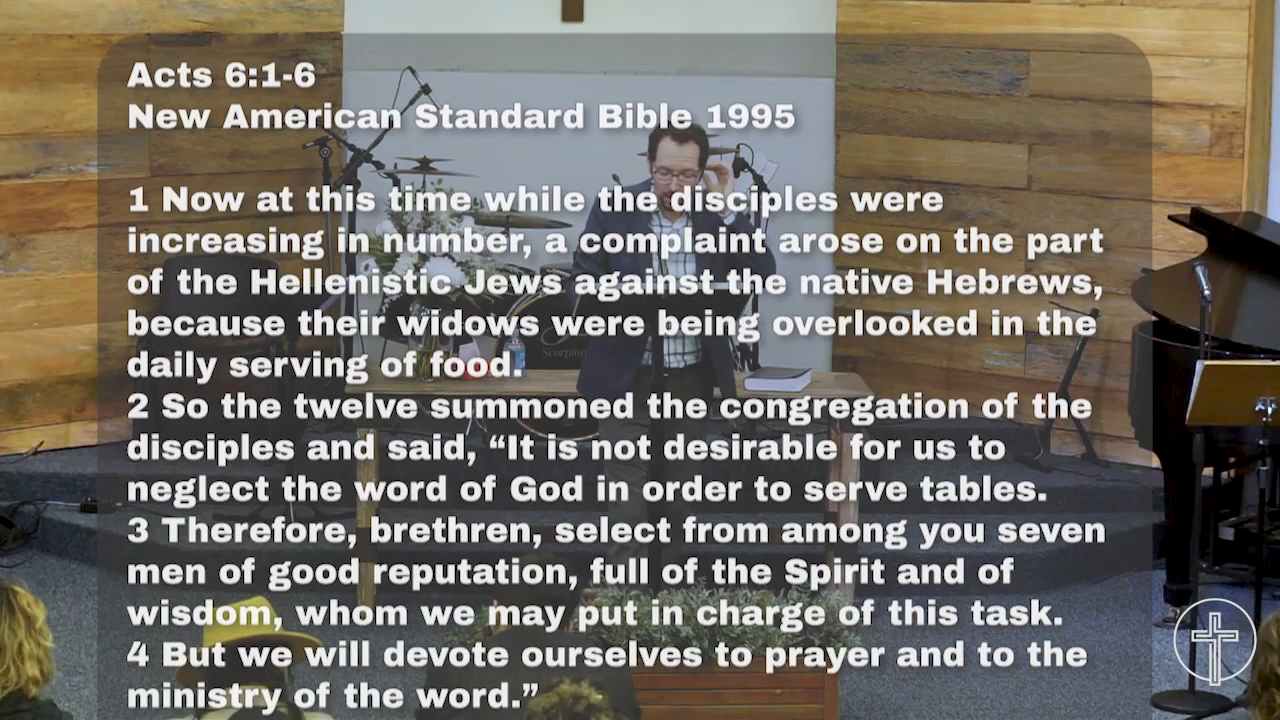 Acts 6:1-6
New American Standard Bible 1995
1 Now at this time while the disciples were
increasing in number, a complaint arose on the part
of the Hellenistic Jews against the native Hebrews,
because their widows were being overlooked in the
daily serving of food.
2 So the twelve summoned the congregation of the
disciples and said, “It is not desirable for us to
neglect the word of God in order to serve tables.
3 Therefore, brethren, select from among you seven
men of good reputation, full of the Spirit and of
wisdom, whom we may put in charge of this task.
4 But we will devote ourselves to prayer and to the
ministry of the word.”
Scorpion